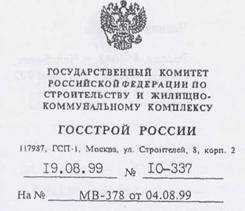 ГОСУДАРСТВЕННЫЙ КОМИТЕТ
РОССИЙСКОЙ ФЕДЕРАЦИИ ПО
СТРОИТЕЛЬСТВУ И ЖИЛИЩНО-
КОММУНАЛЬНОМУ КОМПЛЕКСУ
ГОССТРОЙ РОССИИ
117987, ГСП-1, Москва, ул. Строителей, 8, корп. 2
19.08.99 № 10-337
На № МВ-378 от 04.08.99